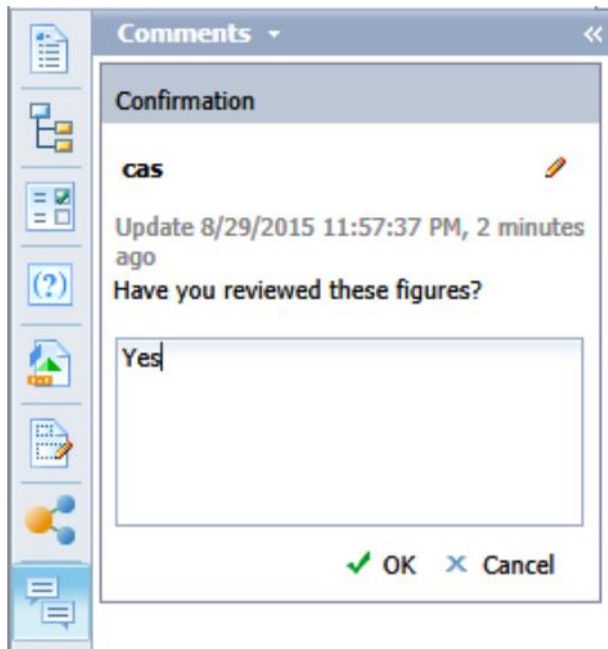 Comments
Confirmation
cas
Update 8/29/2015 11:57:37 PM, 2 minutes
ago
Have you reviewed these figures?
Yes
OK Cancel
(?)